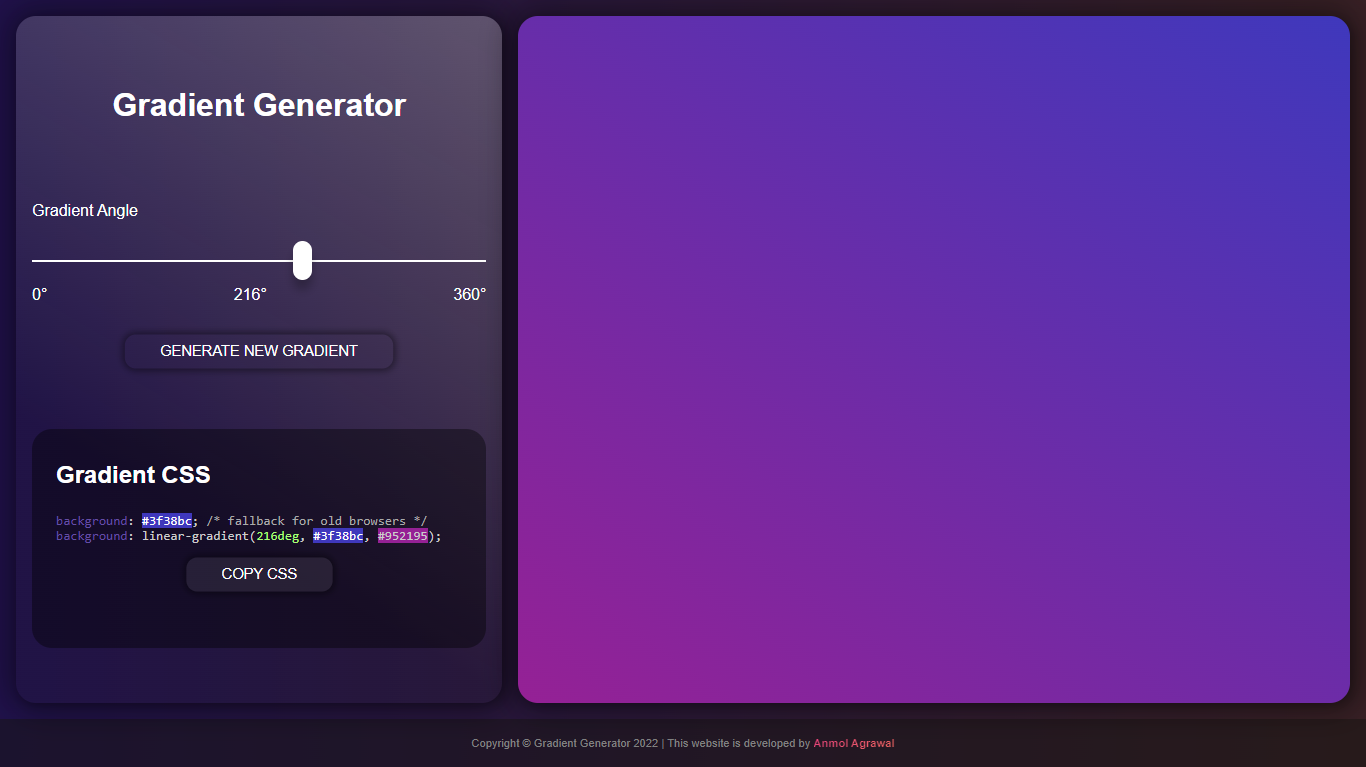 Gradient Generator
Gradient Angle
0° 216° 360°
GENERATE NEW GRADIENT
Gradient CSS
background: #3f38bc; /* fallback for old browsers */
background: linear-gradient(216deg, #3f38bc, #952195);
COPY CSS
Copyright © Gradient Generator 2022 | This website is developed by Anmol Agrawal